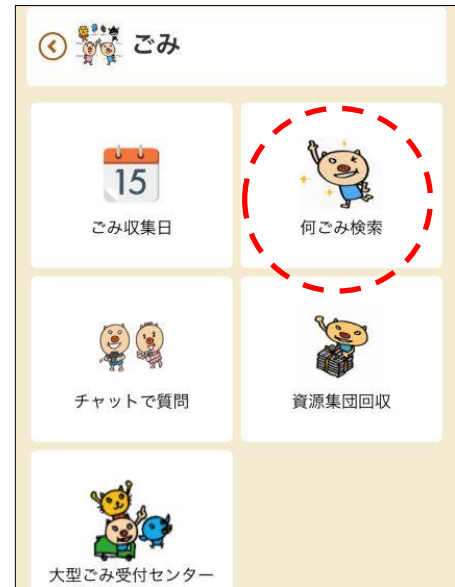 ごみ
15
ごみ収集日
何ごみ検索
チャットで質問
資源集団回収
大型ごみ受付センター